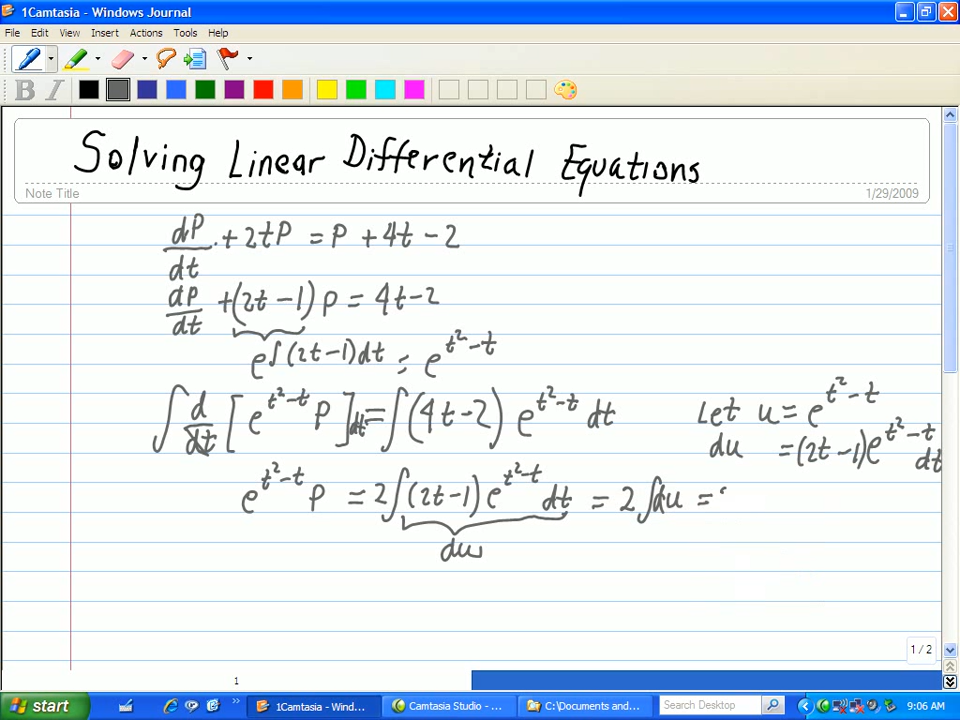 1Camtasia - Windows Journal
File Edit View Insert Actions Tools Help
B I
Solving Linear Differential Equations
Note Title 1/29/2009
dP/dt + 2tP = P + 4t - 2
dP/dt + (2t - 1) P = 4t - 2
e^∫(2t-1)dt = e^(t²-t)
∫ d/dt [e^(t²-t) P] dt = ∫ (4t-2) e^(t²-t) dt
Let u = e^(t²-t)
du = (2t-1)e^(t²-t) dt
e^(t²-t) P = 2∫(2t-1) e^(t²-t) dt = 2∫du =
du
1 / 2
1
start 1Camtasia - Windo... Camtasia Studio - ... C:\Documents and... Search Desktop 9:06 AM